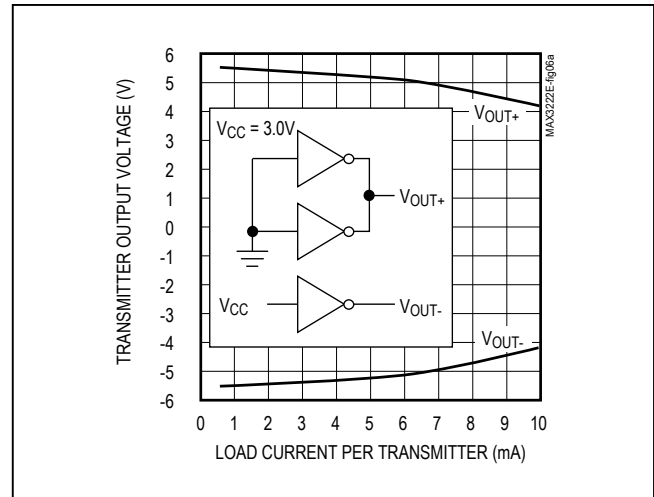 TRANSMITTER OUTPUT VOLTAGE (V)
6
5
4
3
2
1
0
-1
-2
-3
-4
-5
-6
MAX3222E-fig06a
VOUT+
VCC = 3.0V
VOUT+
VCC
VOUT-
VOUT-
0 1 2 3 4 5 6 7 8 9 10
LOAD CURRENT PER TRANSMITTER (mA)